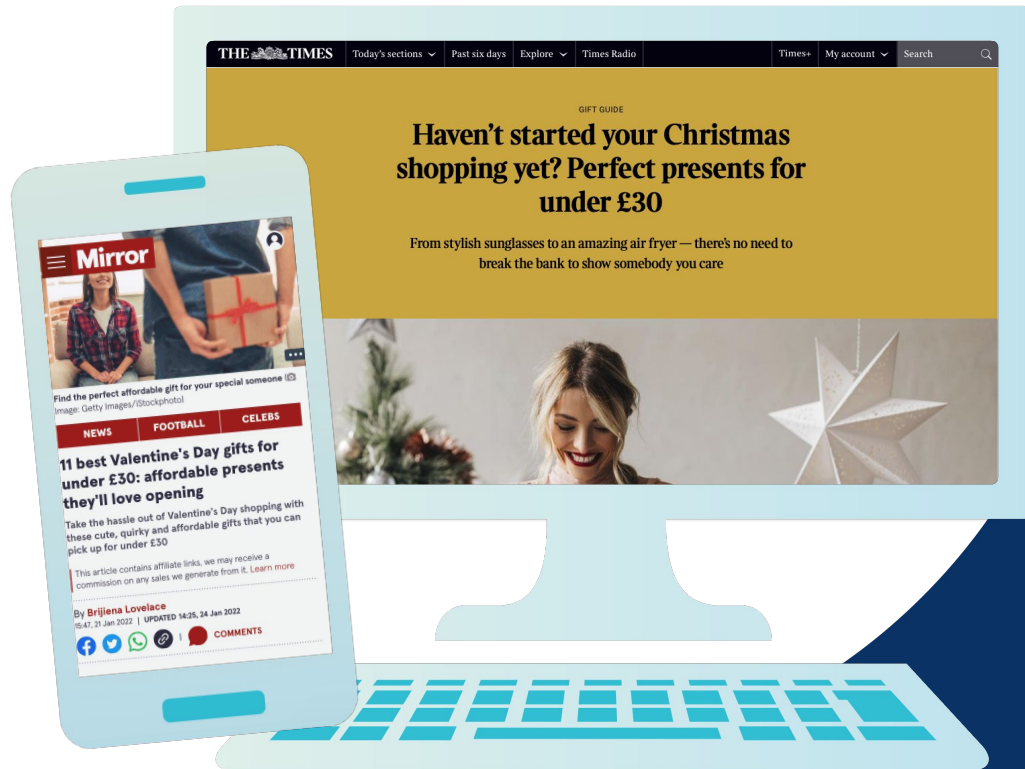 THE TIMES
Today's sections
Past six days
Explore
Times Radio
Times+
My account
Search
GIFT GUIDE
Haven't started your Christmas
shopping yet? Perfect presents for
under £30
From stylish sunglasses to an amazing air fryer — there's no need to
break the bank to show somebody you care
Mirror
Find the perfect affordable gift for your special someone (
Image: Getty Images/iStockphoto)
NEWS
FOOTBALL
CELEBS
11 best Valentine's Day gifts for
under £30: affordable presents
they'll love opening
Take the hassle out of Valentine's Day shopping with
these cute, quirky and affordable gifts that you can
pick up for under £30
This article contains affiliate links, we may receive a
commission on any sales we generate from it. Learn more
By Brijiena Lovelace
15:47, 21 Jan 2022 | UPDATED 14:25, 24 Jan 2022
COMMENTS